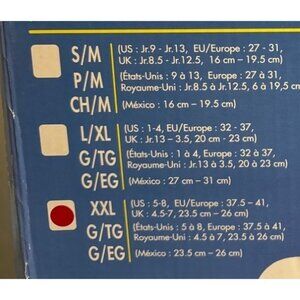 S/M (US : Jr.9 - Jr.13, EU/Europe : 27 - 31,
UK : Jr.8.5 - Jr.12.5, 16 cm – 19.5 cm)
P/M (États-Unis : 9 à 13, Europe : 27 à 31,
Royaume-Uni : Jr.8.5 à Jr.12.5, 16 à 19.5 cm)
CH/M (México : 16 cm – 19.5 cm)
L/XL (US : 1-4, EU/Europe : 32 - 37,
UK : Jr.13 – 3.5, 20 cm - 23 cm)
G/TG (États-Unis : 1 à 4, Europe : 32 à 37,
Royaume-Uni : Jr.13 à 3.5, 20 à 23 cm)
G/EG (México : 27 cm – 31 cm)
XXL (US : 5-8, EU/Europe : 37.5 – 41,
UK : 4.5-7, 23.5 cm – 26 cm)
G/TG (États-Unis : 5 à 8, Europe : 37.5 à 41,
Royaume-Uni : 4.5 à 7, 23.5 à 26 cm)
G/EG (México : 23.5 cm – 26 cm)